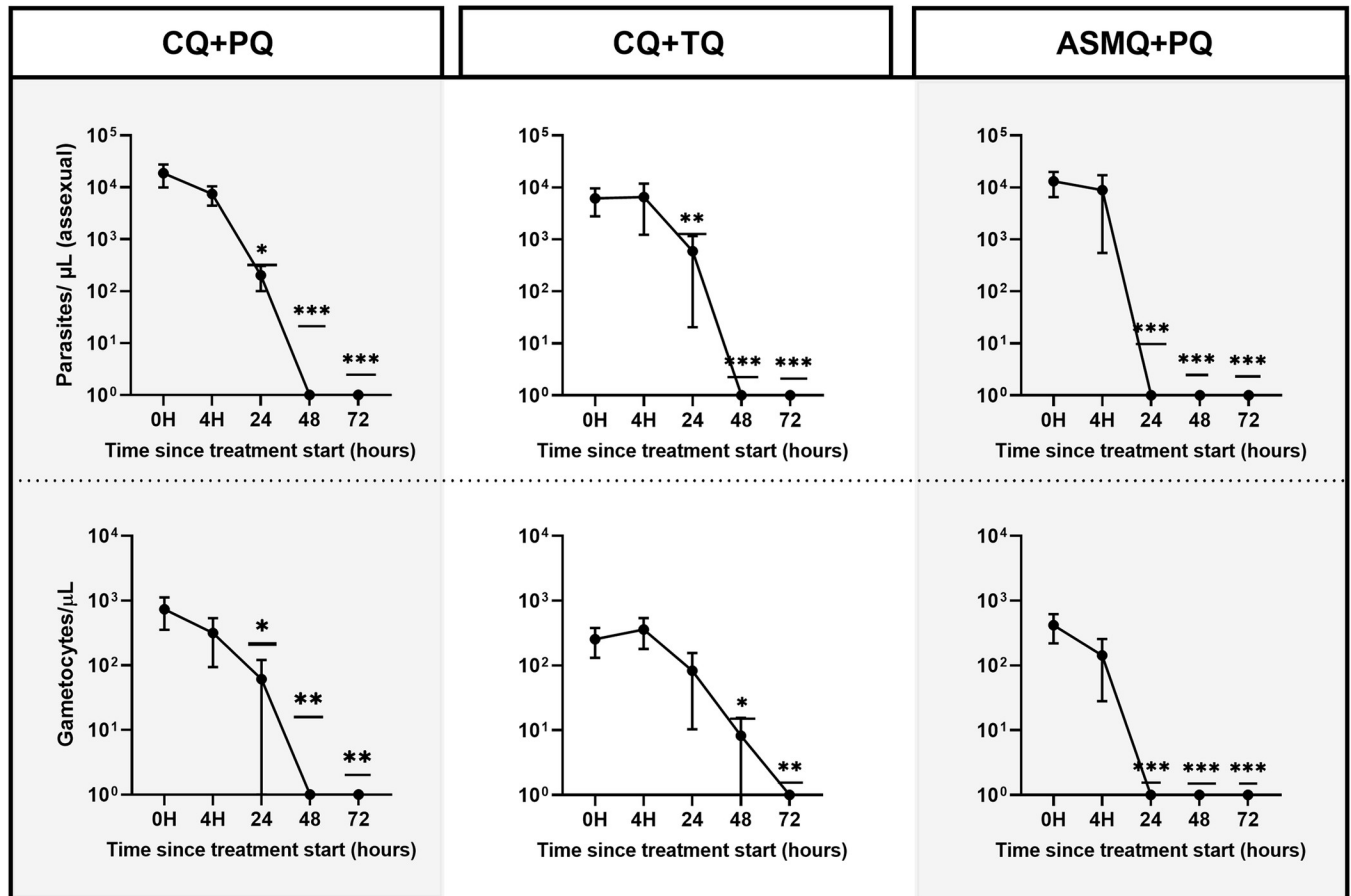 CQ+PQ
CQ+TQ
ASMQ+PQ
Parasites/ µL (assexual)
10⁵
10⁴
10³
10²
10¹
10⁰
*
***
***
0H 4H 24 48 72
Time since treatment start (hours)
10⁵
10⁴
10³
10²
10¹
10⁰
**
***
***
0H 4H 24 48 72
Time since treatment start (hours)
10⁵
10⁴
10³
10²
10¹
10⁰
***
***
***
0H 4H 24 48 72
Time since treatment start (hours)
Gametocytes/µL
10⁴
10³
10²
10¹
10⁰
*
**
**
0H 4H 24 48 72
Time since treatment start (hours)
10⁴
10³
10²
10¹
10⁰
*
**
0H 4H 24 48 72
Time since treatment start (hours)
10⁴
10³
10²
10¹
10⁰
***
***
***
0H 4H 24 48 72
Time since treatment start (hours)